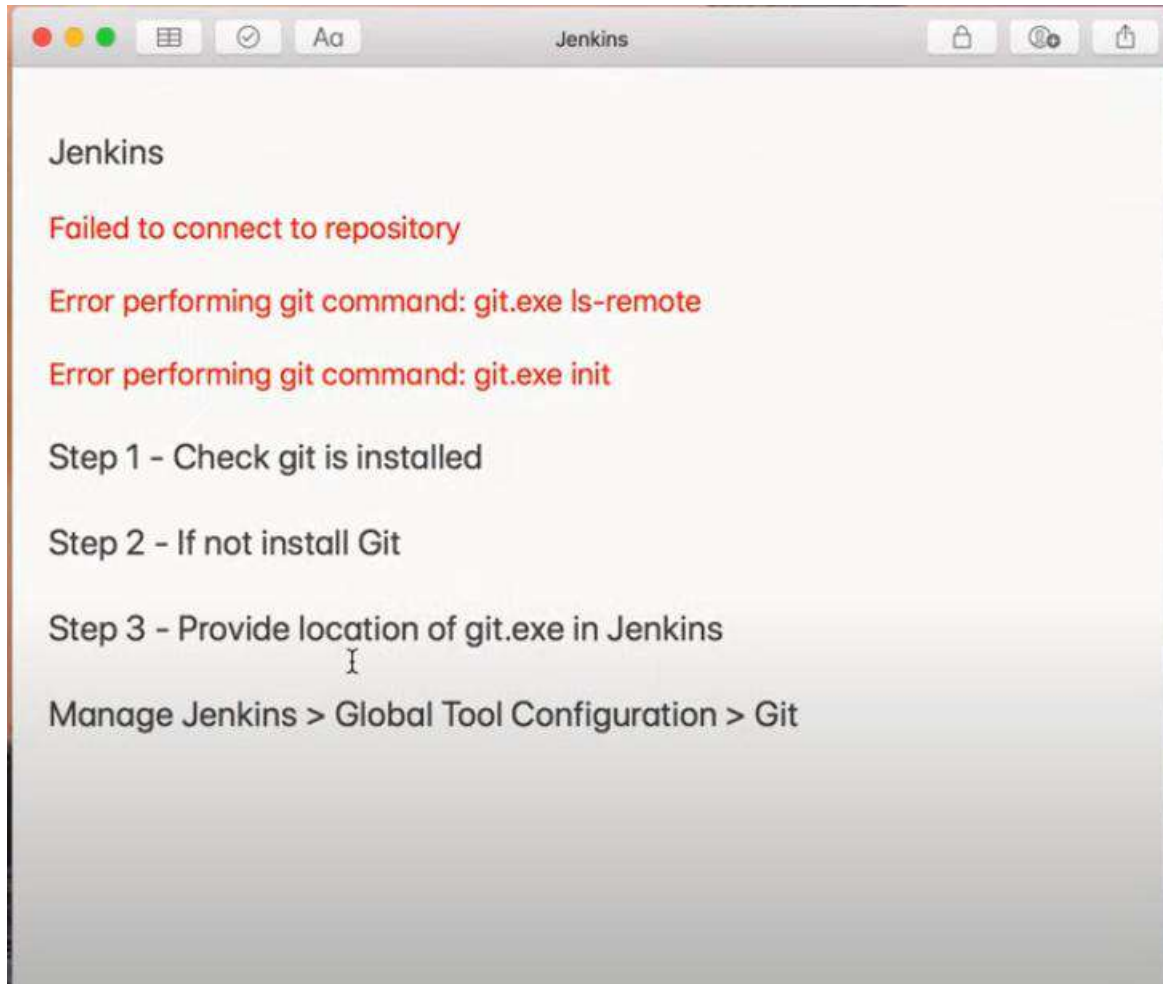 Aa
Jenkins
Jenkins
Failed to connect to repository
Error performing git command: git.exe ls-remote
Error performing git command: git.exe init
Step 1 - Check git is installed
Step 2 - If not install Git
Step 3 - Provide location of git.exe in Jenkins
Manage Jenkins > Global Tool Configuration > Git